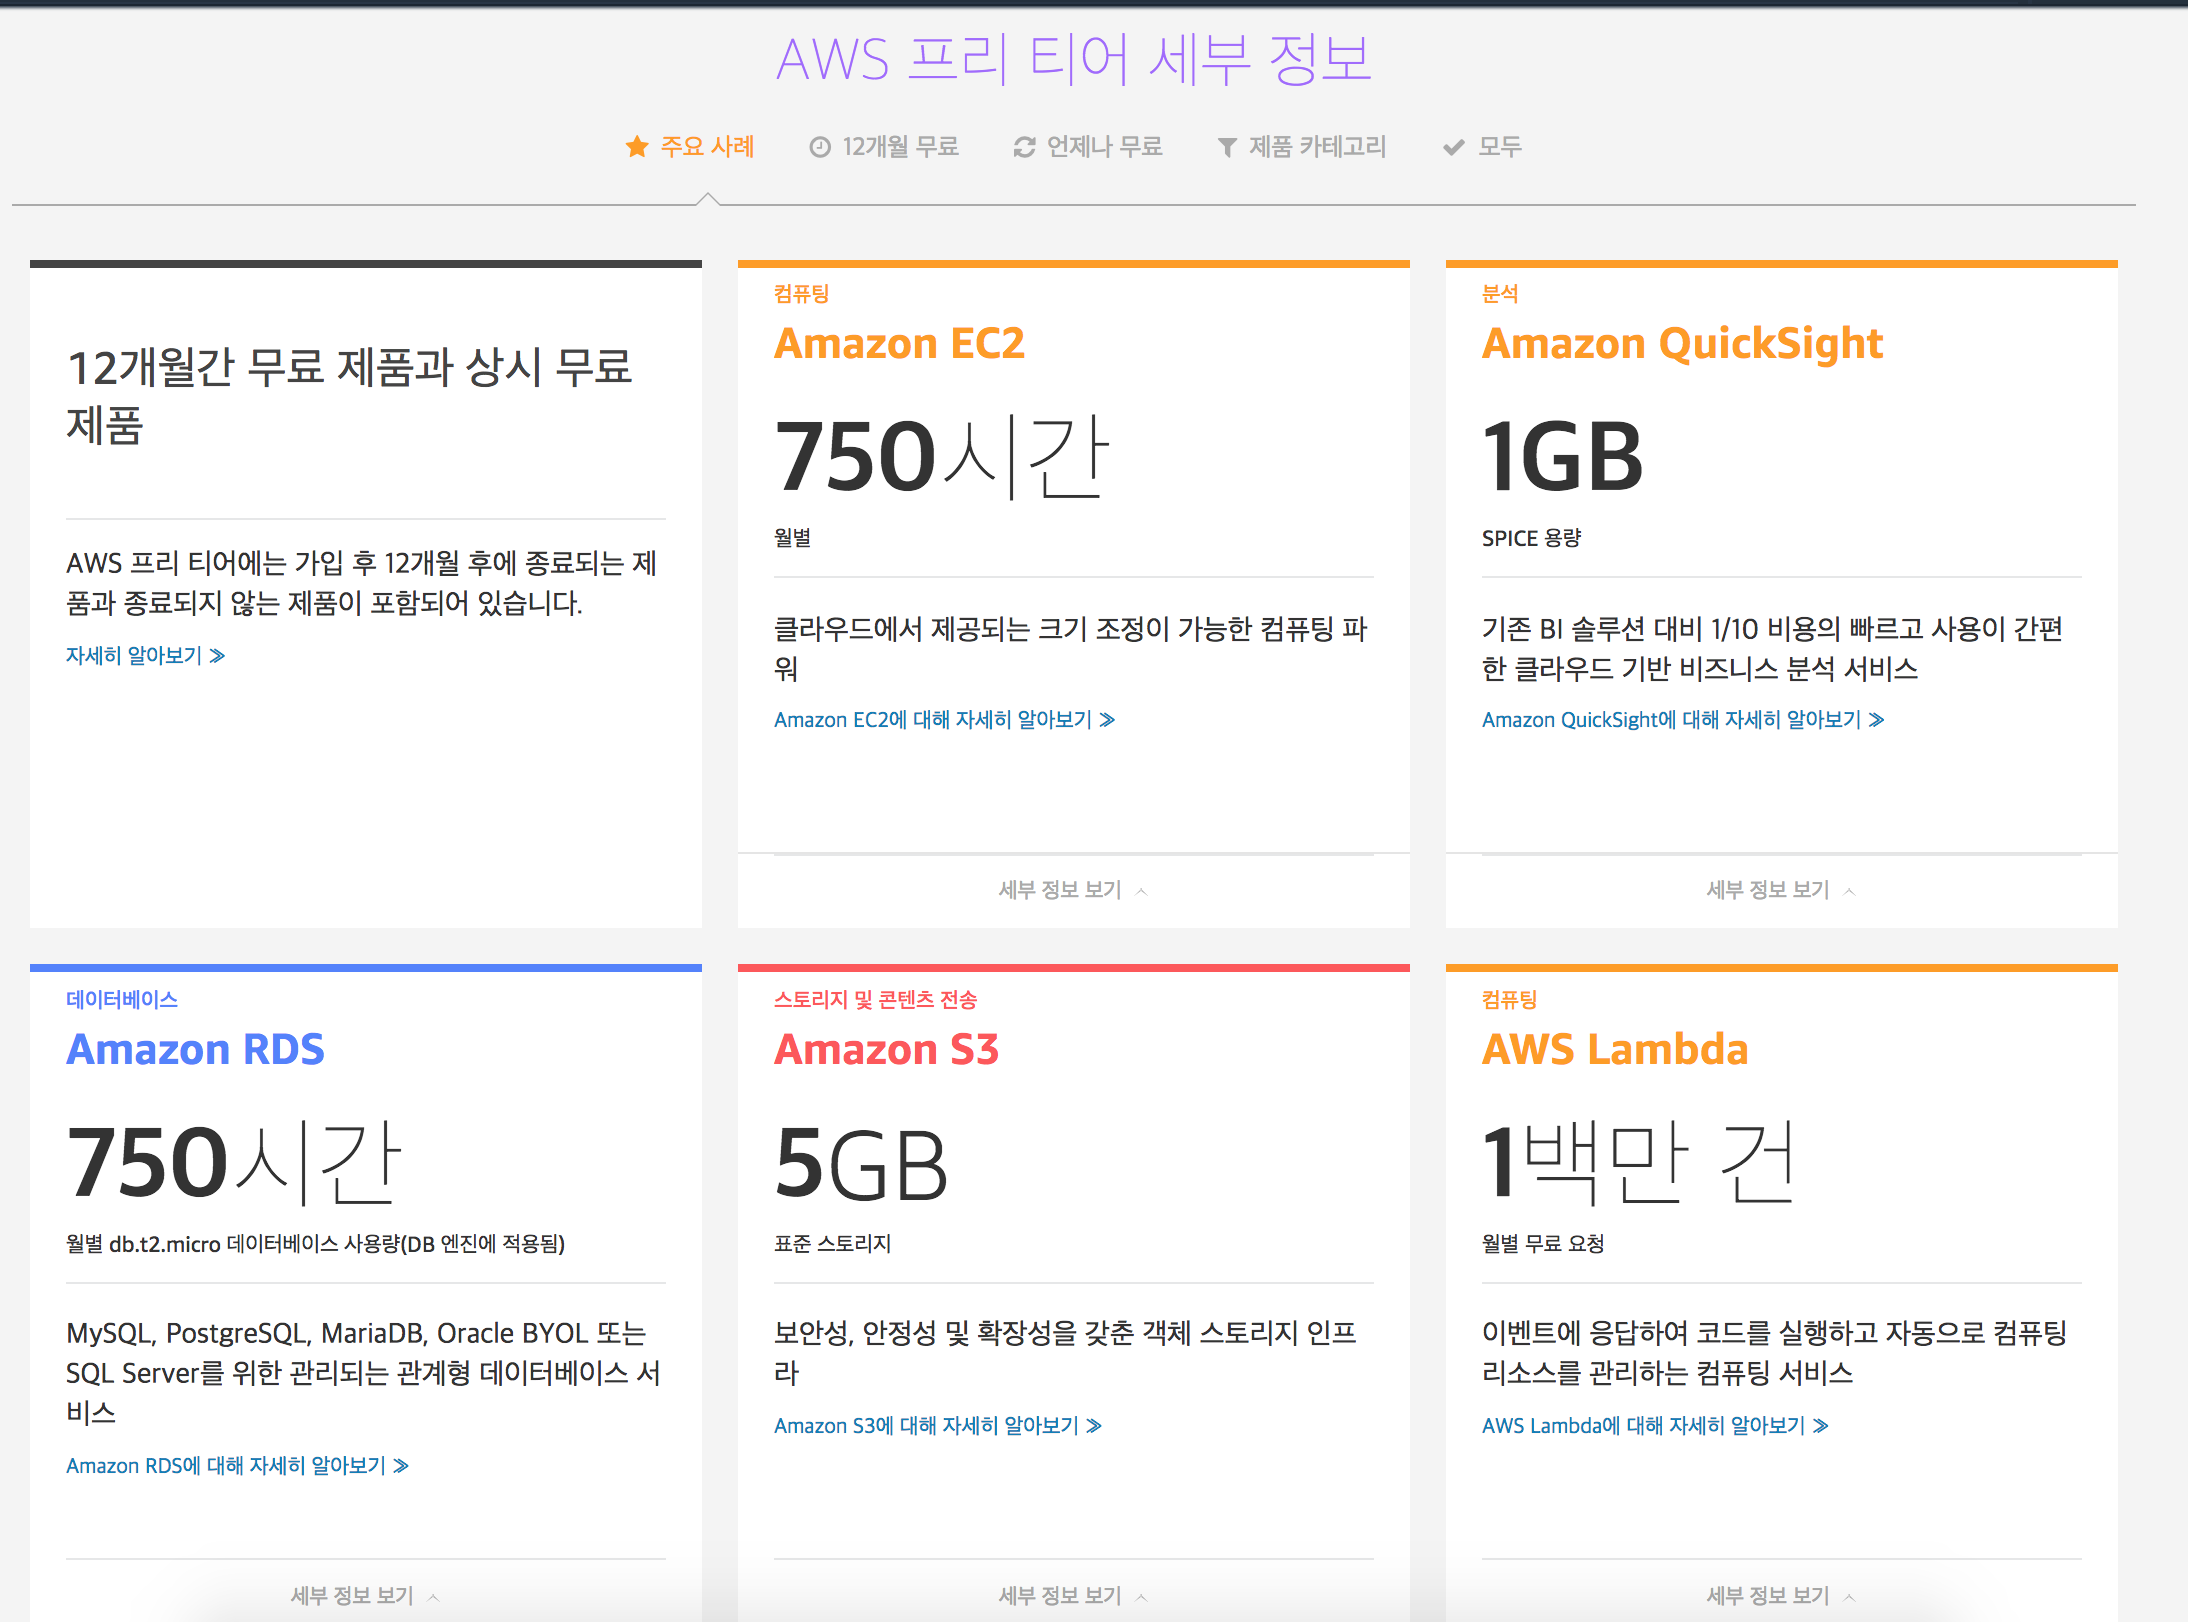 AWS 프리 티어 세부 정보
주요 사례
12개월 무료
언제나 무료
제품 카테고리
모두
12개월간 무료 제품과 상시 무료
제품
AWS 프리 티어에는 가입 후 12개월 후에 종료되는 제
품과 종료되지 않는 제품이 포함되어 있습니다.
자세히 알아보기 ≫
컴퓨팅
Amazon EC2
750시간
월별
클라우드에서 제공되는 크기 조정이 가능한 컴퓨팅 파
워
Amazon EC2에 대해 자세히 알아보기 ≫
세부 정보 보기
분석
Amazon QuickSight
1GB
SPICE 용량
기존 BI 솔루션 대비 1/10 비용의 빠르고 사용이 간편
한 클라우드 기반 비즈니스 분석 서비스
Amazon QuickSight에 대해 자세히 알아보기 ≫
세부 정보 보기
데이터베이스
Amazon RDS
750시간
월별 db.t2.micro 데이터베이스 사용량(DB 엔진에 적용됨)
MySQL, PostgreSQL, MariaDB, Oracle BYOL 또는
SQL Server를 위한 관리되는 관계형 데이터베이스 서
비스
Amazon RDS에 대해 자세히 알아보기 ≫
세부 정보 보기
스토리지 및 콘텐츠 전송
Amazon S3
5GB
표준 스토리지
보안성, 안정성 및 확장성을 갖춘 객체 스토리지 인프
라
Amazon S3에 대해 자세히 알아보기 ≫
세부 정보 보기
컴퓨팅
AWS Lambda
1백만 건
월별 무료 요청
이벤트에 응답하여 코드를 실행하고 자동으로 컴퓨팅
리소스를 관리하는 컴퓨팅 서비스
AWS Lambda에 대해 자세히 알아보기 ≫
세부 정보 보기